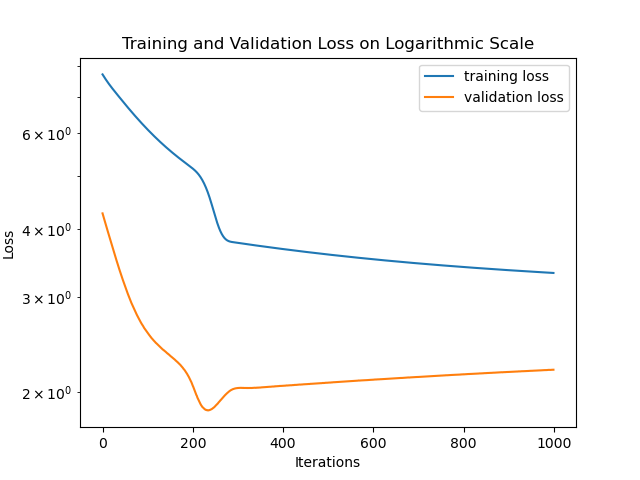 Training and Validation Loss on Logarithmic Scale
training loss
validation loss
6 × 10⁰
4 × 10⁰
3 × 10⁰
2 × 10⁰
Loss
0 200 400 600 800 1000
Iterations